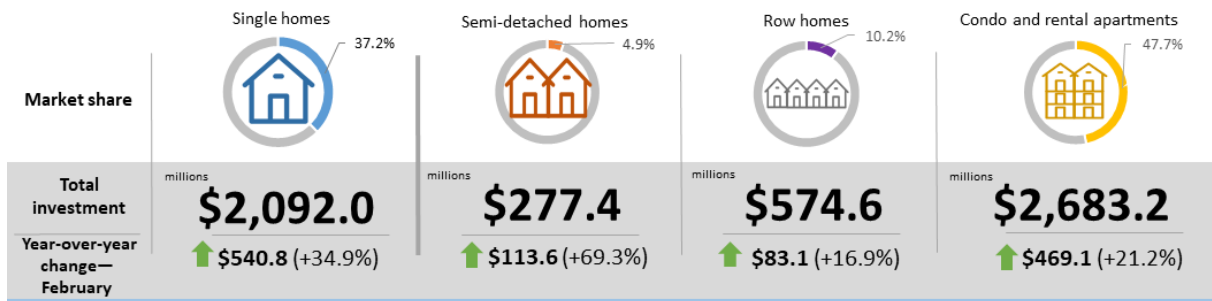 Single homes
Semi-detached homes
Row homes
Condo and rental apartments
37.2%
4.9%
10.2%
47.7%
Market share
Total
investment
millions
$2,092.0
millions
$277.4
millions
$574.6
millions
$2,683.2
Year-over-year
change—
February
$540.8 (+34.9%)
$113.6 (+69.3%)
$83.1 (+16.9%)
$469.1 (+21.2%)